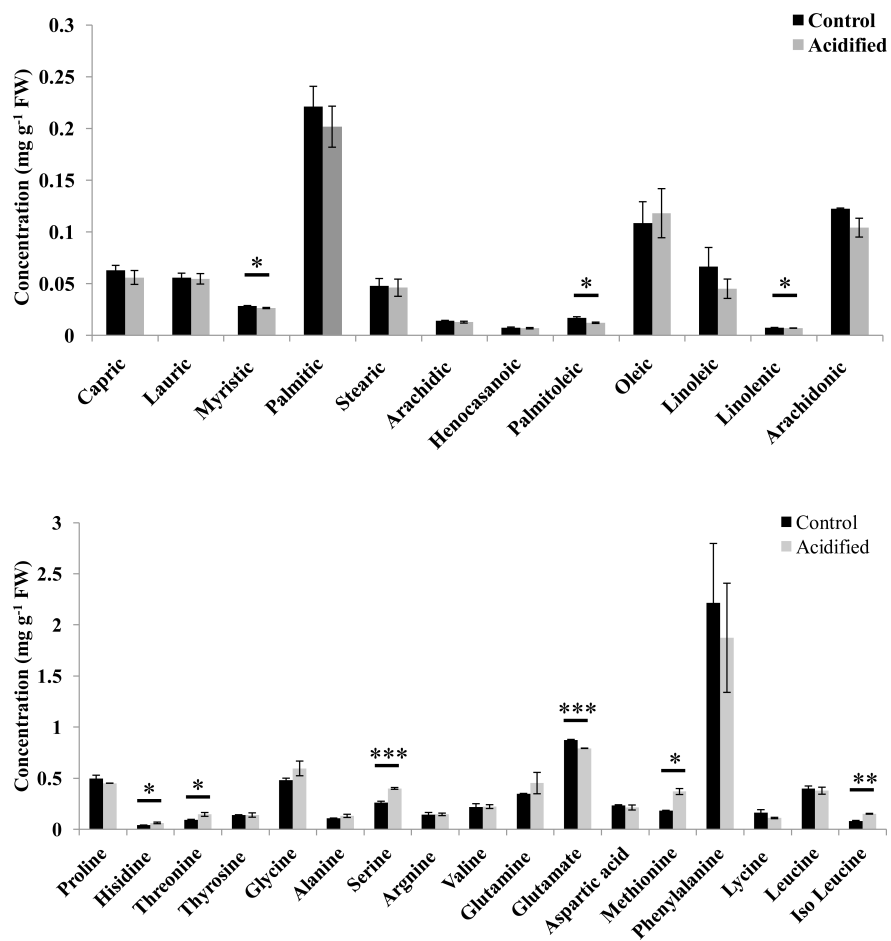 Control
Acidified
Concentration (mg g-1 FW)
0.3
0.25
0.2
0.15
0.1
0.05
0
*
*
*
Capric
Lauric
Myristic
Palmitic
Stearic
Arachidic
Henocasanoic
Palmitoleic
Oleic
Linoleic
Linolenic
Arachidonic
Control
Acidified
Concentration (mg g-1 FW)
3
2.5
2
1.5
1
0.5
0
*
*
***
***
*
**
Proline
Hisidine
Threonine
Thyrosine
Glycine
Alanine
Serine
Argnine
Valine
Glutamine
Glutamate
Aspartic acid
Methionine
Phenylalanine
Lycine
Leucine
Iso Leucine